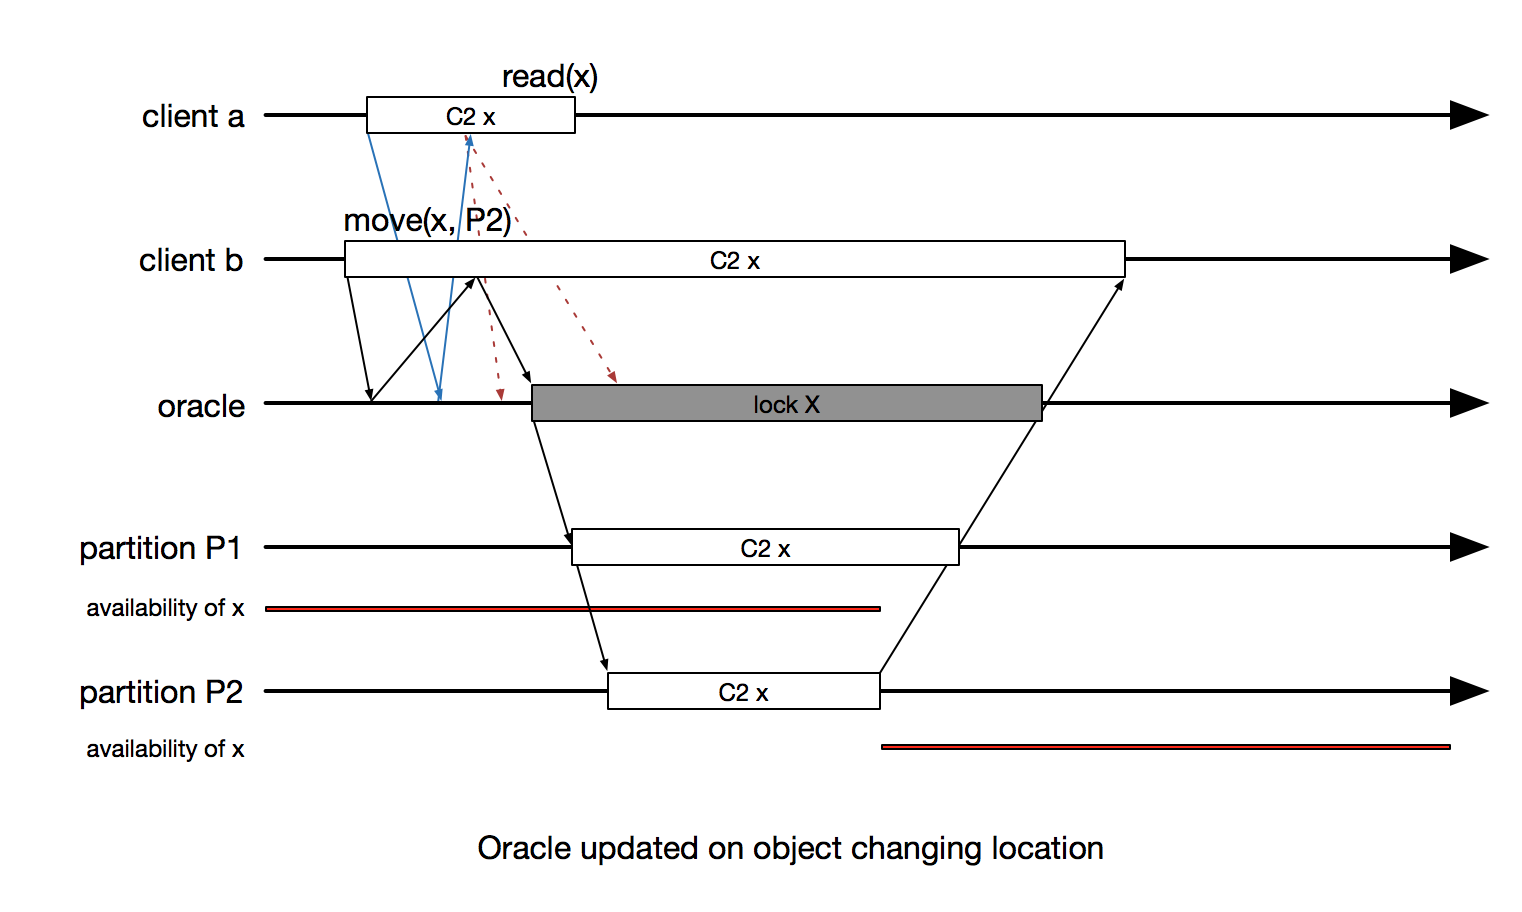 read(x)
client a
C2 x
move(x, P2)
client b
C2 x
oracle
lock X
partition P1
C2 x
availability of x
partition P2
C2 x
availability of x
Oracle updated on object changing location